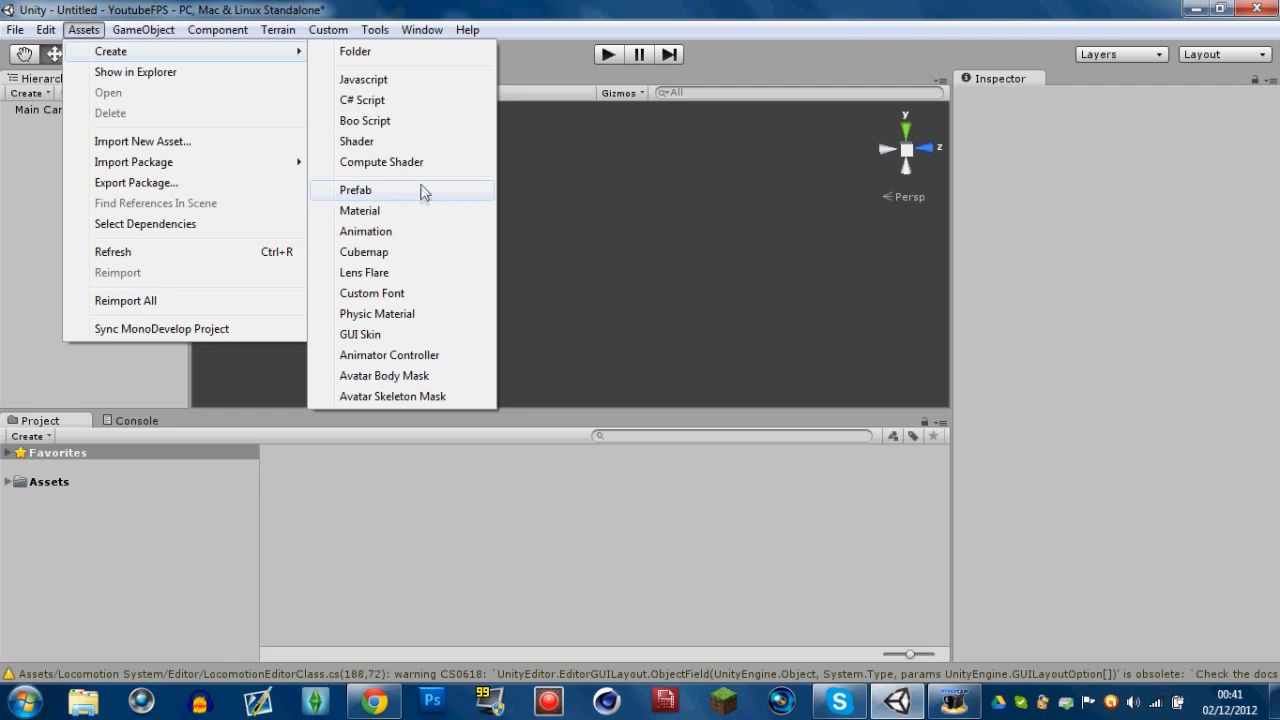 Unity - Untitled - YoutubeFPS - PC, Mac & Linux Standalone*
File Edit Assets GameObject Component Terrain Custom Tools Window Help
Layers Layout
Create
Show in Explorer
Open
Delete
Import New Asset...
Import Package
Export Package...
Find References In Scene
Select Dependencies
Refresh Ctrl+R
Reimport
Reimport All
Sync MonoDevelop Project
Folder
Javascript
C# Script
Boo Script
Shader
Compute Shader
Prefab
Material
Animation
Cubemap
Lens Flare
Custom Font
Physic Material
GUI Skin
Animator Controller
Avatar Body Mask
Avatar Skeleton Mask
Hierarc
Create
Main Can
Gizmos All
y
z
Persp
Inspector
Project Console
Create
Favorites
Assets
Assets/Locomotion System/Editor/LocomotionEditorClass.cs(188,72): warning CS0618: `UnityEditor.EditorGUILayout.ObjectField(UnityEngine.Object, System.Type, params UnityEngine.GUILayoutOption[])' is obsolete: `Check the docs
Ps 99 00:41
02/12/2012